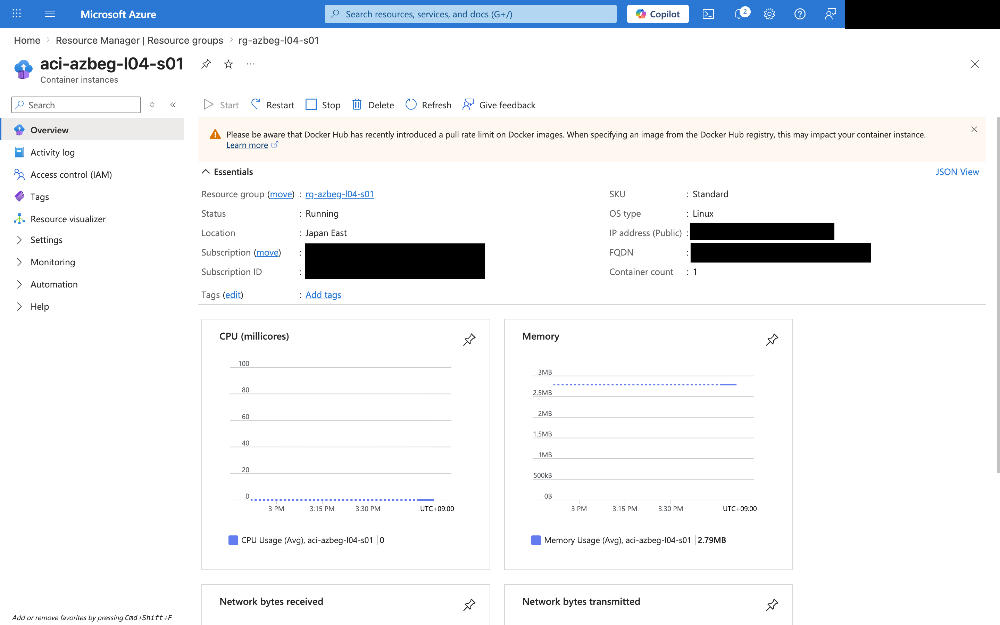 Microsoft Azure
Search resources, services, and docs (G+/)
Copilot
2
Home > Resource Manager | Resource groups > rg-azbeg-l04-s01
aci-azbeg-l04-s01
Container instances
Search
Start Restart Stop Delete Refresh Give feedback
Overview
Activity log
Access control (IAM)
Tags
Resource visualizer
Settings
Monitoring
Automation
Help
Add or remove favorites by pressing Cmd+Shift+F
Please be aware that Docker Hub has recently introduced a pull rate limit on Docker images. When specifying an image from the Docker Hub registry, this may impact your container instance.
Learn more
Essentials
JSON View
Resource group (move) : rg-azbeg-l04-s01
Status : Running
Location : Japan East
Subscription (move) :
Subscription ID :
Tags (edit) : Add tags
SKU : Standard
OS type : Linux
IP address (Public) :
FQDN :
Container count : 1
CPU (millicores)
100
80
60
40
20
0
3 PM 3:15 PM 3:30 PM UTC+09:00
CPU Usage (Avg), aci-azbeg-l04-s01 | 0
Memory
3MB
2.5MB
2MB
1.5MB
1MB
500kB
0B
3 PM 3:15 PM 3:30 PM UTC+09:00
Memory Usage (Avg), aci-azbeg-l04-s01 | 2.79MB
Network bytes received
Network bytes transmitted